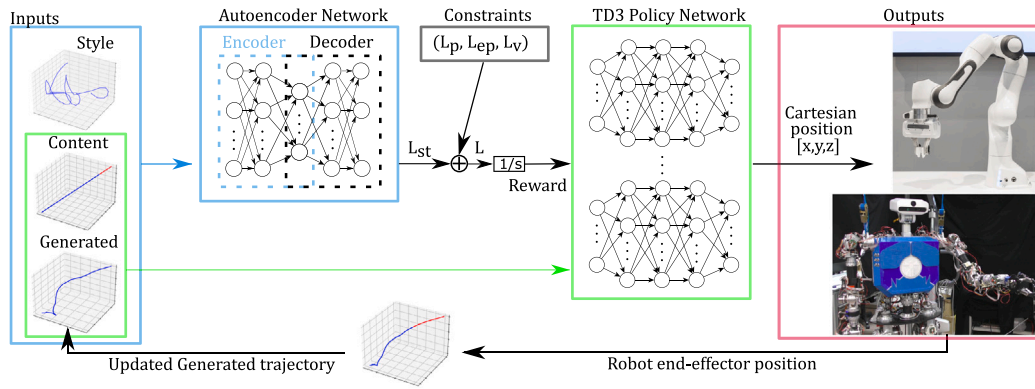 Inputs
Style
Content
Generated
Autoencoder Network
Encoder
Decoder
Constraints
(Lp, Lep, Lv)
Lst
L
1/s
Reward
TD3 Policy Network
Cartesian
position
[x,y,z]
Outputs
Updated Generated trajectory
Robot end-effector position